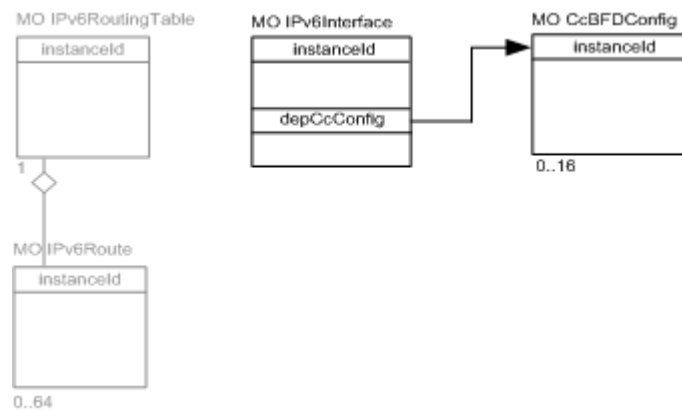 MO IPv6RoutingTable
instanceId
1
MO IPv6Route
instanceId
0..64
MO IPv6Interface
instanceId
depCcConfig
MO CcBFDConfig
instanceId
0..16